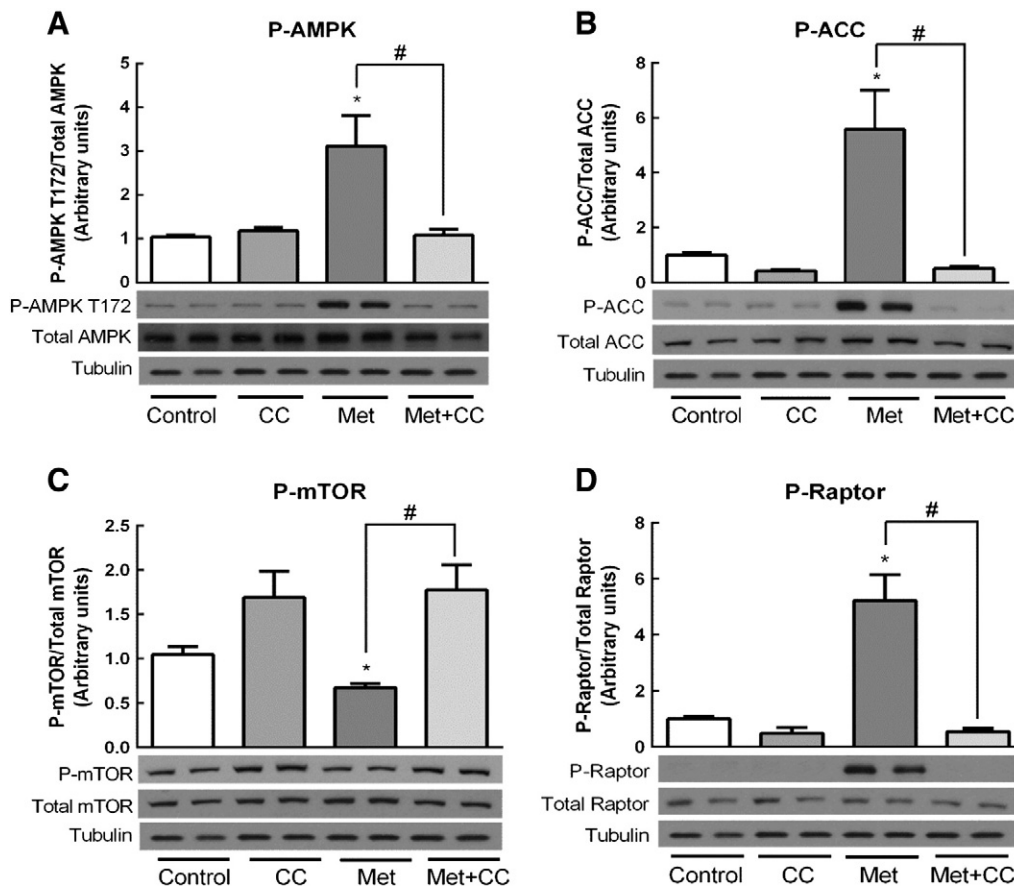 A
P-AMPK
P-AMPK T172/Total AMPK
(Arbitrary units)
5
4
3
2
1
0
*
#
P-AMPK T172
Total AMPK
Tubulin
Control CC Met Met+CC
B
P-ACC
P-ACC/Total ACC
(Arbitrary units)
8
6
4
2
0
*
#
P-ACC
Total ACC
Tubulin
Control CC Met Met+CC
C
P-mTOR
P-mTOR/Total mTOR
(Arbitrary units)
2.5
2.0
1.5
1.0
0.5
0.0
*
#
P-mTOR
Total mTOR
Tubulin
Control CC Met Met+CC
D
P-Raptor
P-Raptor/Total Raptor
(Arbitrary units)
8
6
4
2
0
*
#
P-Raptor
Total Raptor
Tubulin
Control CC Met Met+CC